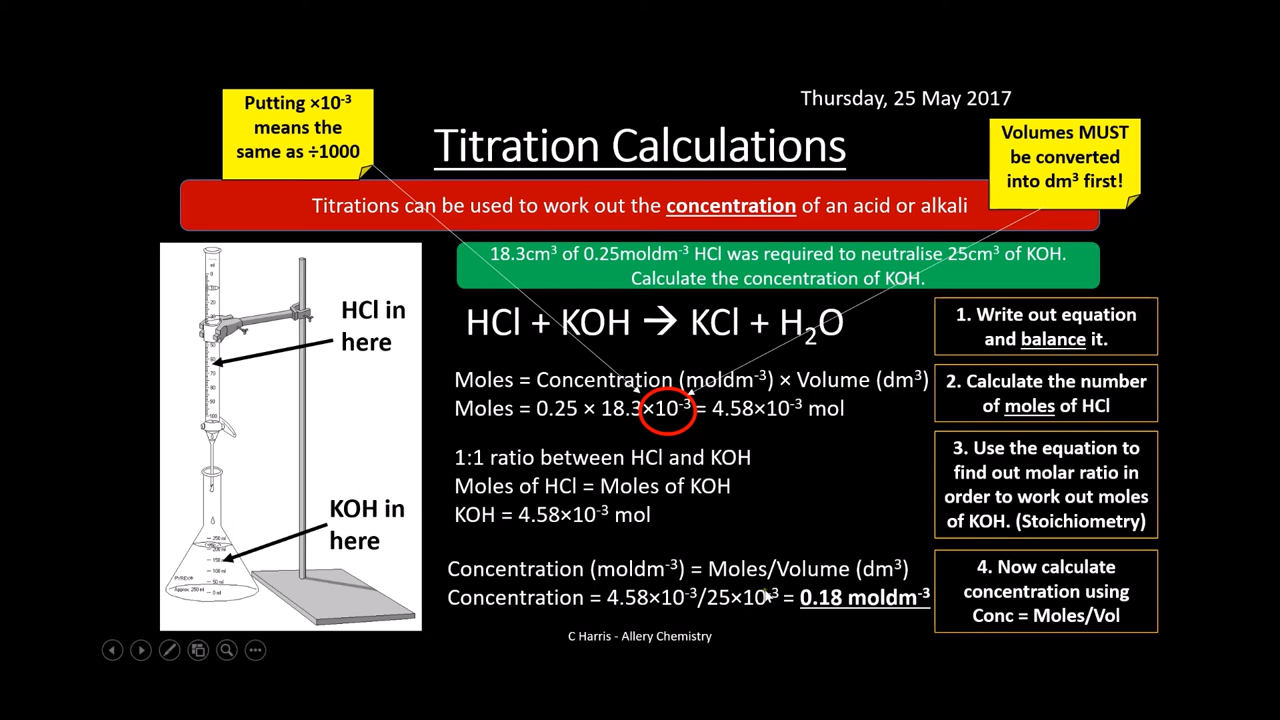 Thursday, 25 May 2017
Putting ×10⁻³
means the
same as ÷1000
Titration Calculations
Volumes MUST
be converted
into dm³ first!
Titrations can be used to work out the concentration of an acid or alkali
18.3cm³ of 0.25moldm⁻³ HCl was required to neutralise 25cm³ of KOH.
Calculate the concentration of KOH.
HCl in
here
KOH in
here
PYREX
HCl + KOH → KCl + H₂O
Moles = Concentration (moldm⁻³) × Volume (dm³)
Moles = 0.25 × 18.3×10⁻³ = 4.58×10⁻³ mol
1:1 ratio between HCl and KOH
Moles of HCl = Moles of KOH
KOH = 4.58×10⁻³ mol
Concentration (moldm⁻³) = Moles/Volume (dm³)
Concentration = 4.58×10⁻³/25×10⁻³ = 0.18 moldm⁻³
1. Write out equation
and balance it.
2. Calculate the number
of moles of HCl
3. Use the equation to
find out molar ratio in
order to work out moles
of KOH. (Stoichiometry)
4. Now calculate
concentration using
Conc = Moles/Vol
C Harris - Allery Chemistry